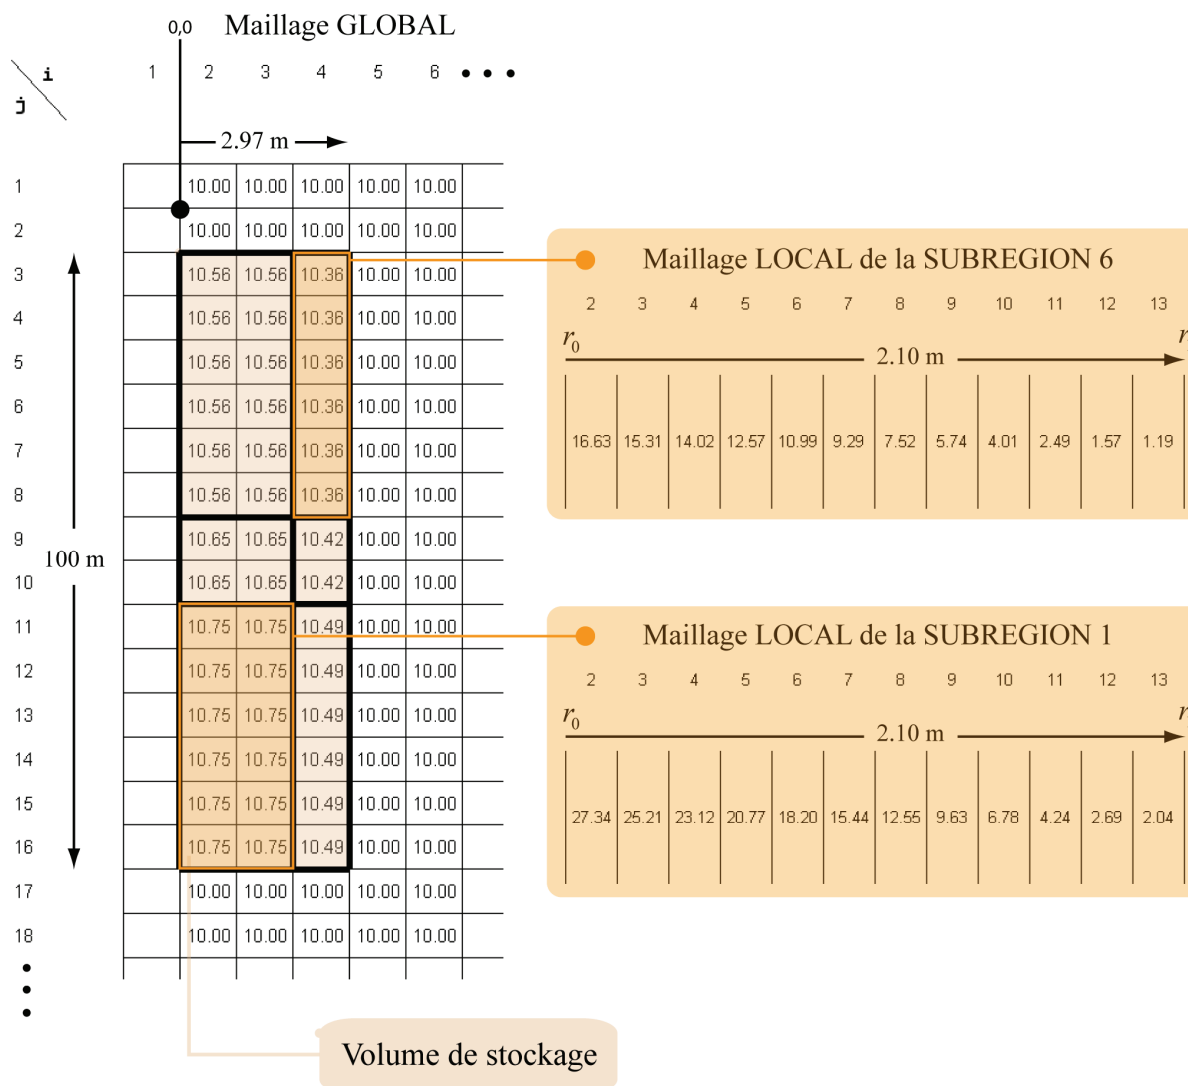 0,0 Maillage GLOBAL
i
j
1 2 3 4 5 6 • • •
2.97 m
1 10.00 10.00 10.00 10.00 10.00
2 10.00 10.00 10.00 10.00 10.00
3 10.56 10.56 10.36 10.00 10.00
4 10.56 10.56 10.36 10.00 10.00
5 10.56 10.56 10.36 10.00 10.00
6 10.56 10.56 10.36 10.00 10.00
7 10.56 10.56 10.36 10.00 10.00
8 10.56 10.56 10.36 10.00 10.00
9 10.65 10.65 10.42 10.00 10.00
100 m
10 10.65 10.65 10.42 10.00 10.00
11 10.75 10.75 10.49 10.00 10.00
12 10.75 10.75 10.49 10.00 10.00
13 10.75 10.75 10.49 10.00 10.00
14 10.75 10.75 10.49 10.00 10.00
15 10.75 10.75 10.49 10.00 10.00
16 10.75 10.75 10.49 10.00 10.00
17 10.00 10.00 10.00 10.00 10.00
18 10.00 10.00 10.00 10.00 10.00
Maillage LOCAL de la SUBREGION 6
2 3 4 5 6 7 8 9 10 11 12 13
r0 2.10 m r
16.63 15.31 14.02 12.57 10.99 9.29 7.52 5.74 4.01 2.49 1.57 1.19
Maillage LOCAL de la SUBREGION 1
2 3 4 5 6 7 8 9 10 11 12 13
r0 2.10 m r
27.34 25.21 23.12 20.77 18.20 15.44 12.55 9.63 6.78 4.24 2.69 2.04
Volume de stockage